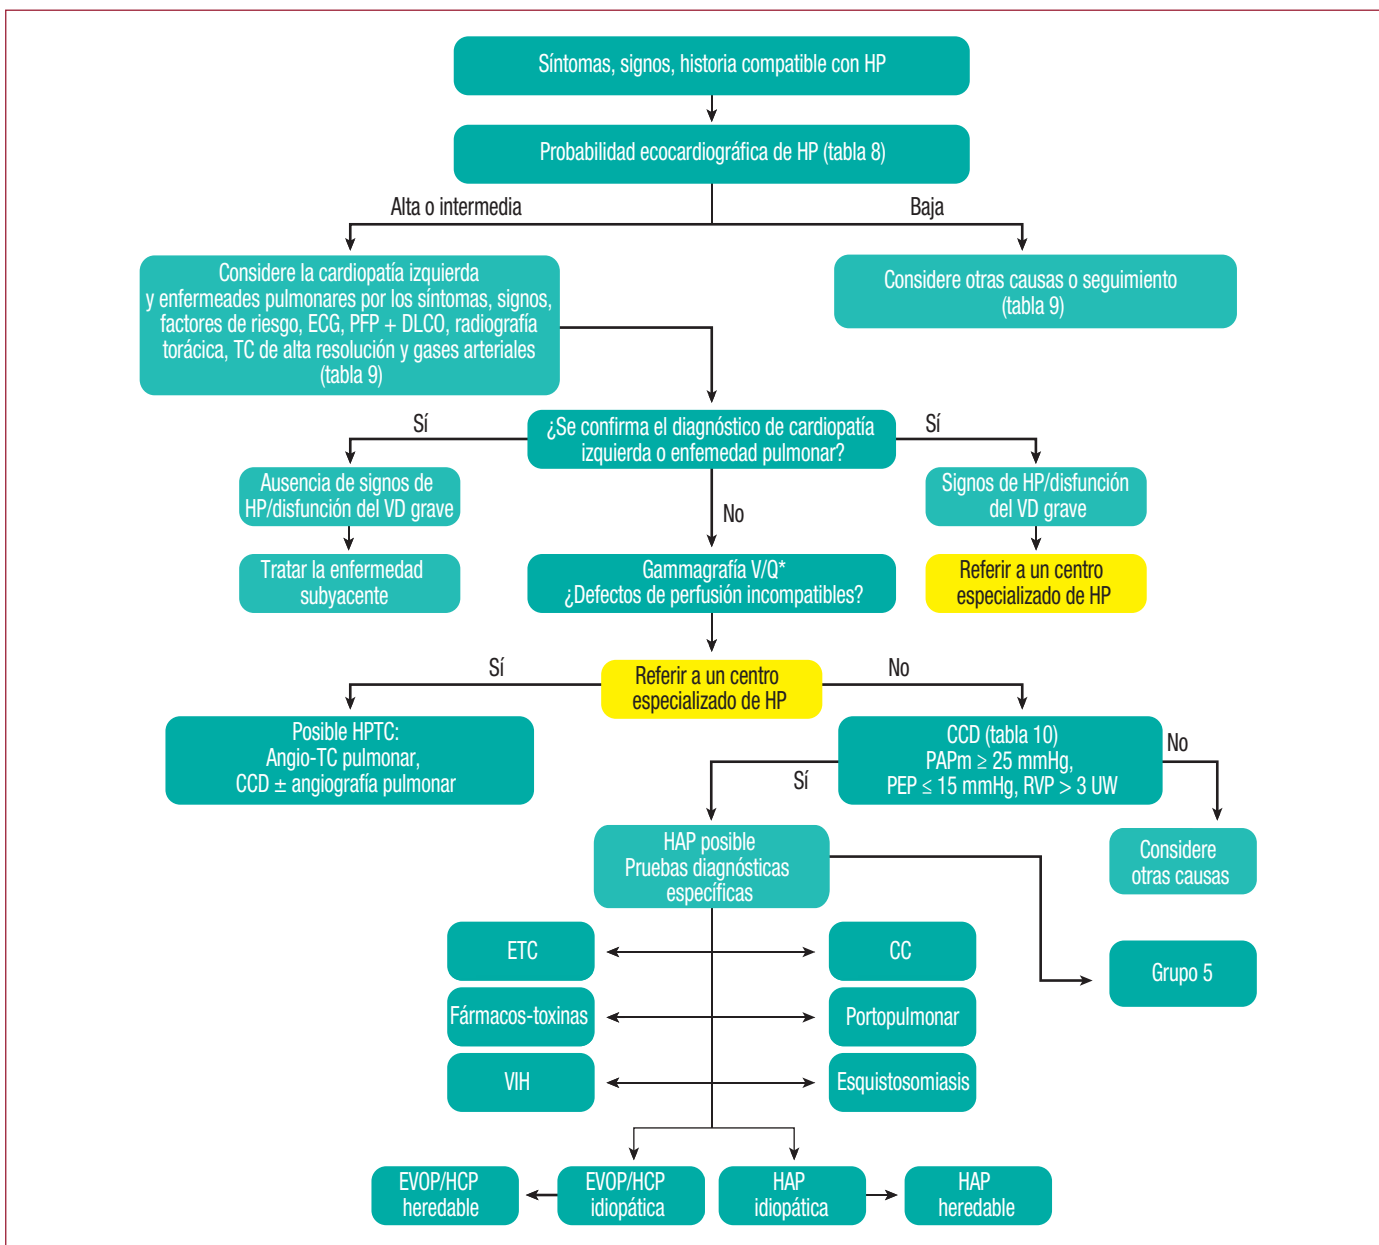 Síntomas, signos, historia compatible con HP
Probabilidad ecocardiográfica de HP (tabla 8)
Alta o intermedia
Baja
Considere la cardiopatía izquierda
y enfermeades pulmonares por los síntomas, signos,
factores de riesgo, ECG, PFP + DLCO, radiografía
torácica, TC de alta resolución y gases arteriales
(tabla 9)
Considere otras causas o seguimiento
(tabla 9)
Sí
¿Se confirma el diagnóstico de cardiopatía
izquierda o enfemedad pulmonar?
Sí
Ausencia de signos de
HP/disfunción del VD grave
Signos de HP/disfunción
del VD grave
No
Tratar la enfermedad
subyacente
Gammagrafía V/Q*
¿Defectos de perfusión incompatibles?
Referir a un centro
especializado de HP
Sí
Referir a un centro
especializado de HP
No
Posible HPTC:
Angio-TC pulmonar,
CCD ± angiografía pulmonar
CCD (tabla 10)
PAPm ≥ 25 mmHg,
PEP ≤ 15 mmHg, RVP > 3 UW
No
Sí
HAP posible
Pruebas diagnósticas
específicas
Considere
otras causas
ETC
CC
Grupo 5
Fármacos-toxinas
Portopulmonar
VIH
Esquistosomiasis
EVOP/HCP
heredable
EVOP/HCP
idiopática
HAP
idiopática
HAP
heredable